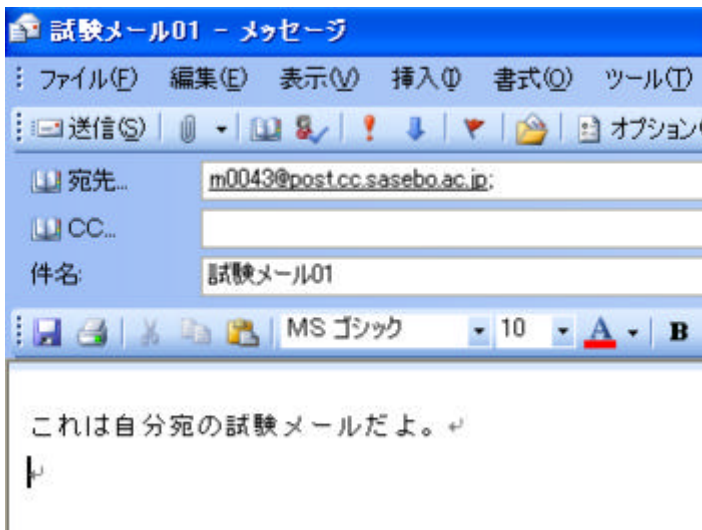 試験メール01 - メッセージ
ファイル(F) 編集(E) 表示(V) 挿入(I) 書式(O) ツール(T)
送信(S) オプション
宛先... m0043@post.cc.sasebo.ac.jp;
CC...
件名: 試験メール01
MS ゴシック 10 A B
これは自分宛の試験メールだよ。↵
↵